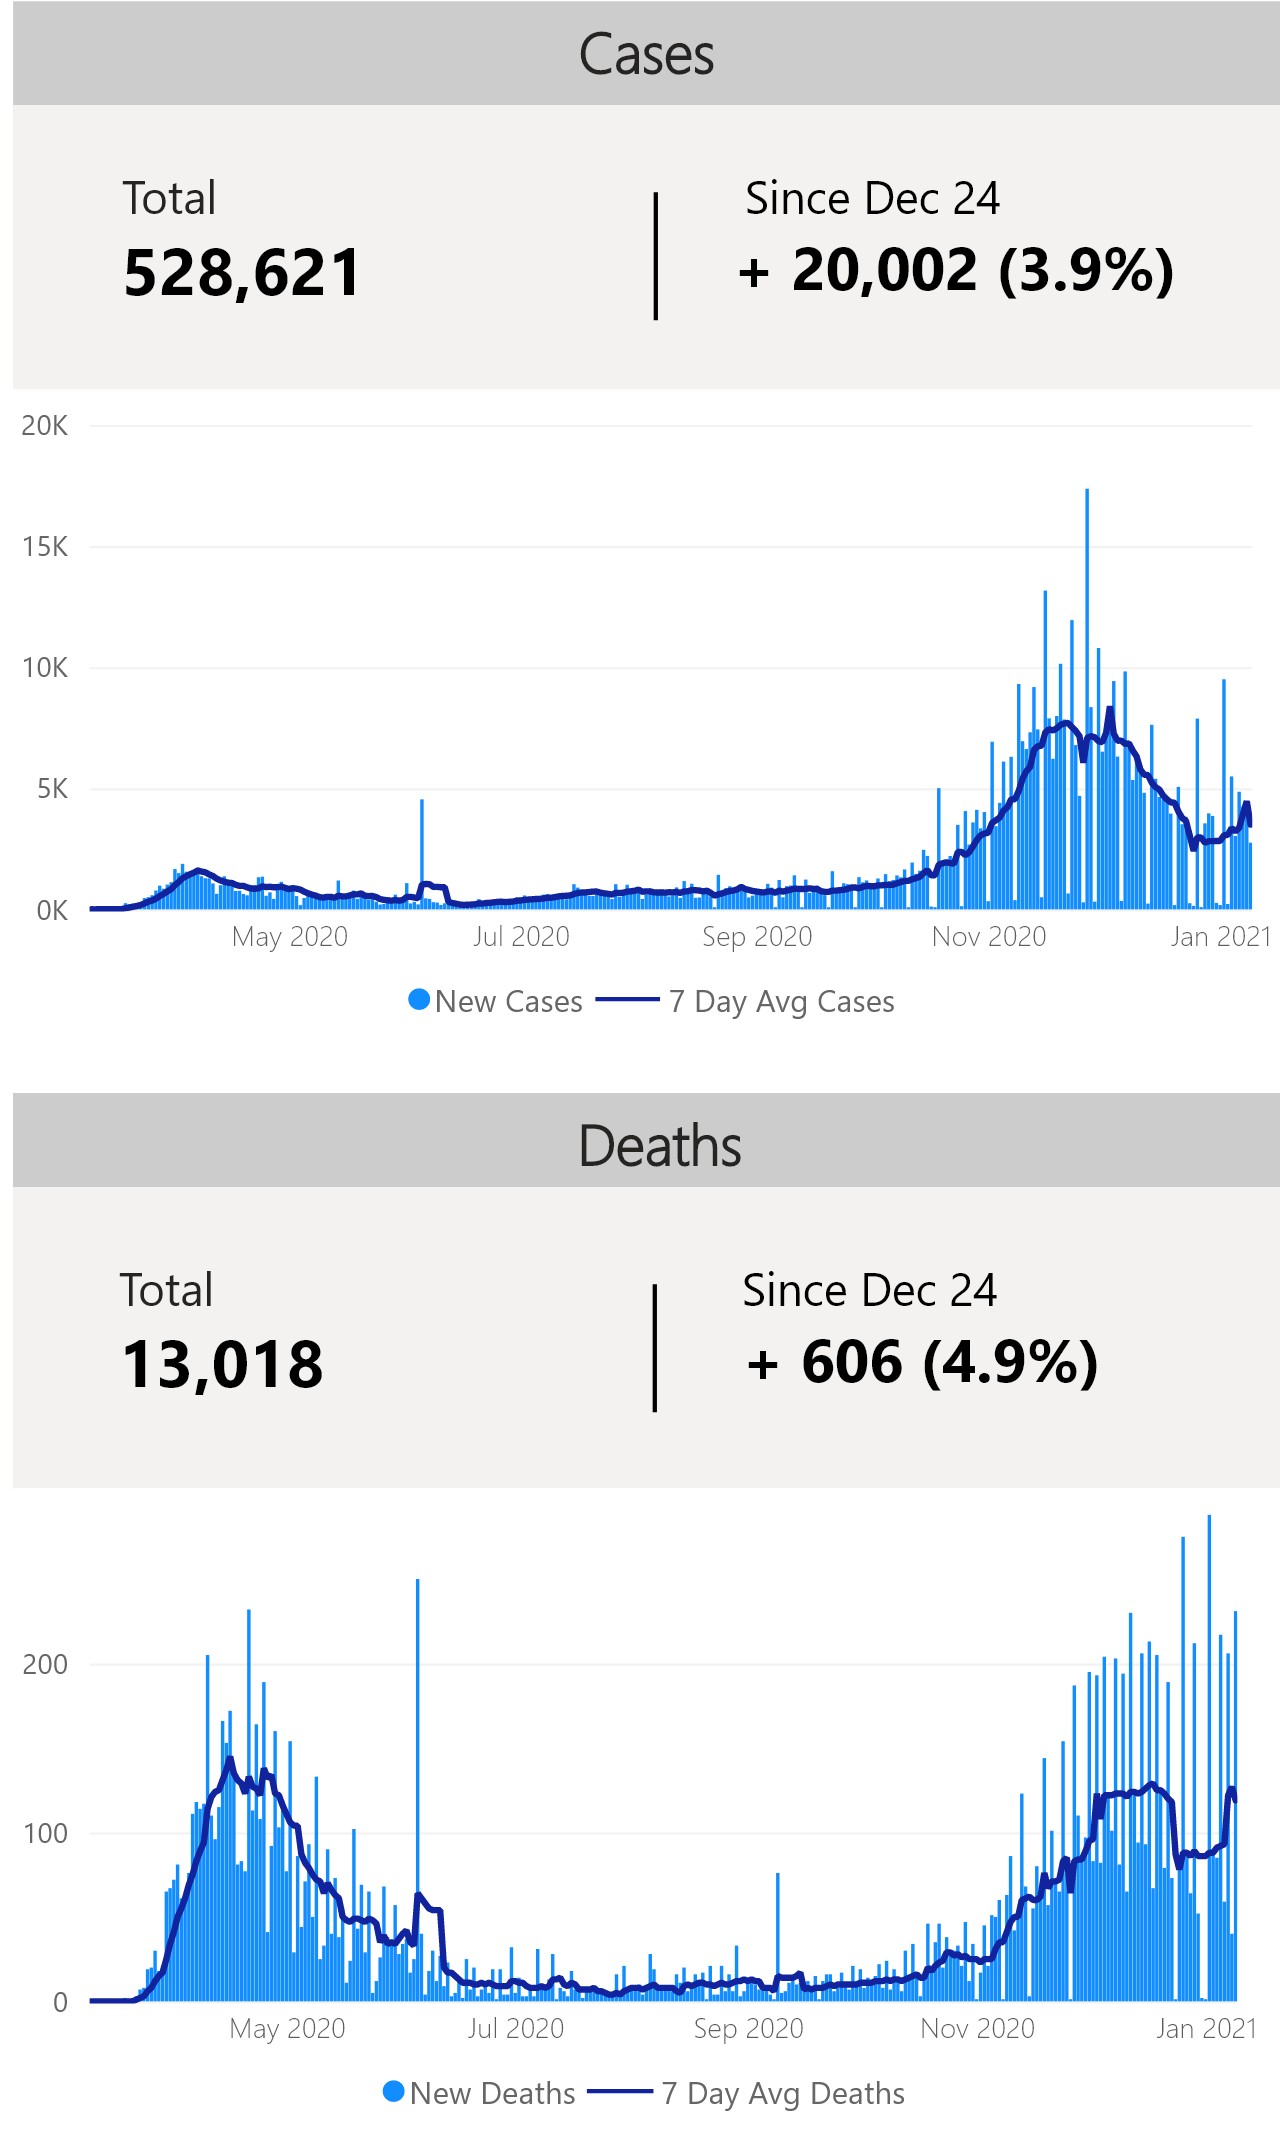 Cases
Total
Since Dec 24
528,621
+ 20,002 (3.9%)
20K
15K
10K
5K
0K
May 2020
Jul 2020
Sep 2020
Nov 2020
Jan 2021
New Cases
7 Day Avg Cases
Deaths
Total
Since Dec 24
13,018
+ 606 (4.9%)
200
100
0
May 2020
Jul 2020
Sep 2020
Nov 2020
Jan 2021
New Deaths
7 Day Avg Deaths